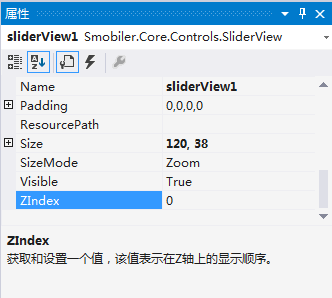 属性
sliderView1 Smobiler.Core.Controls.SliderView
Name sliderView1
Padding 0,0,0,0
ResourcePath
Size 120, 38
SizeMode Zoom
Visible True
ZIndex 0
ZIndex
获取和设置一个值，该值表示在Z轴上的显示顺序。